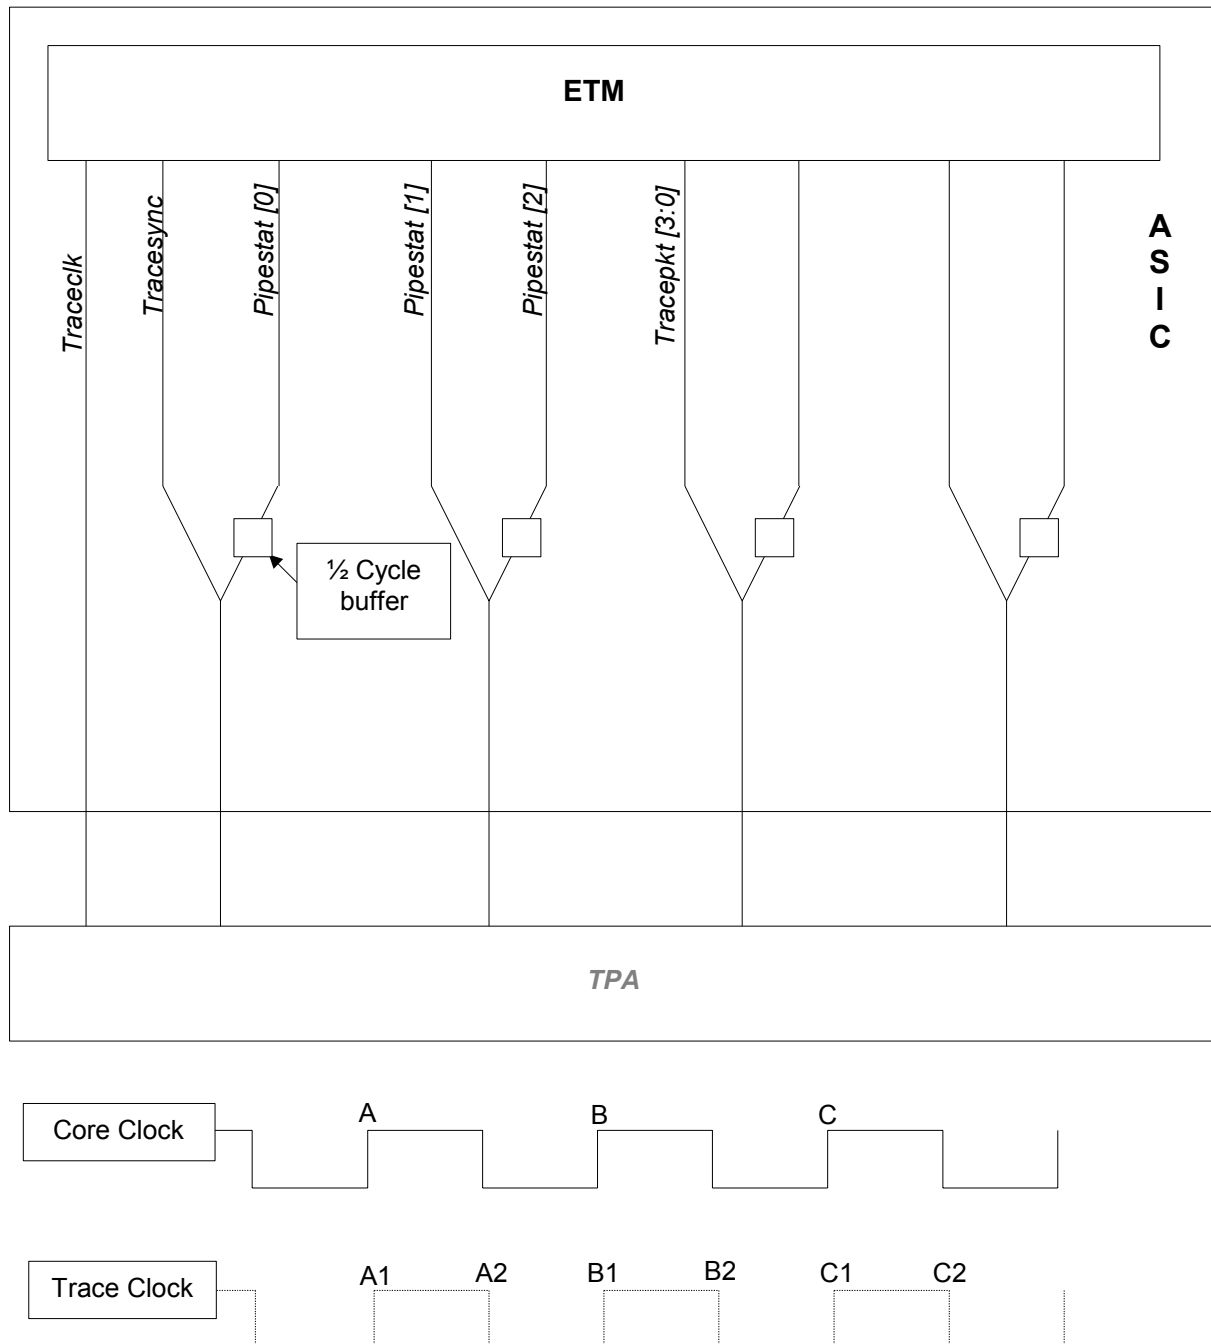 ETM
Traceclk
Tracesync
Pipestat [0]
Pipestat [1]
Pipestat [2]
Tracepkt [3:0]
A
S
I
C
½ Cycle
buffer
TPA
Core Clock
A
B
C
Trace Clock
A1
A2
B1
B2
C1
C2